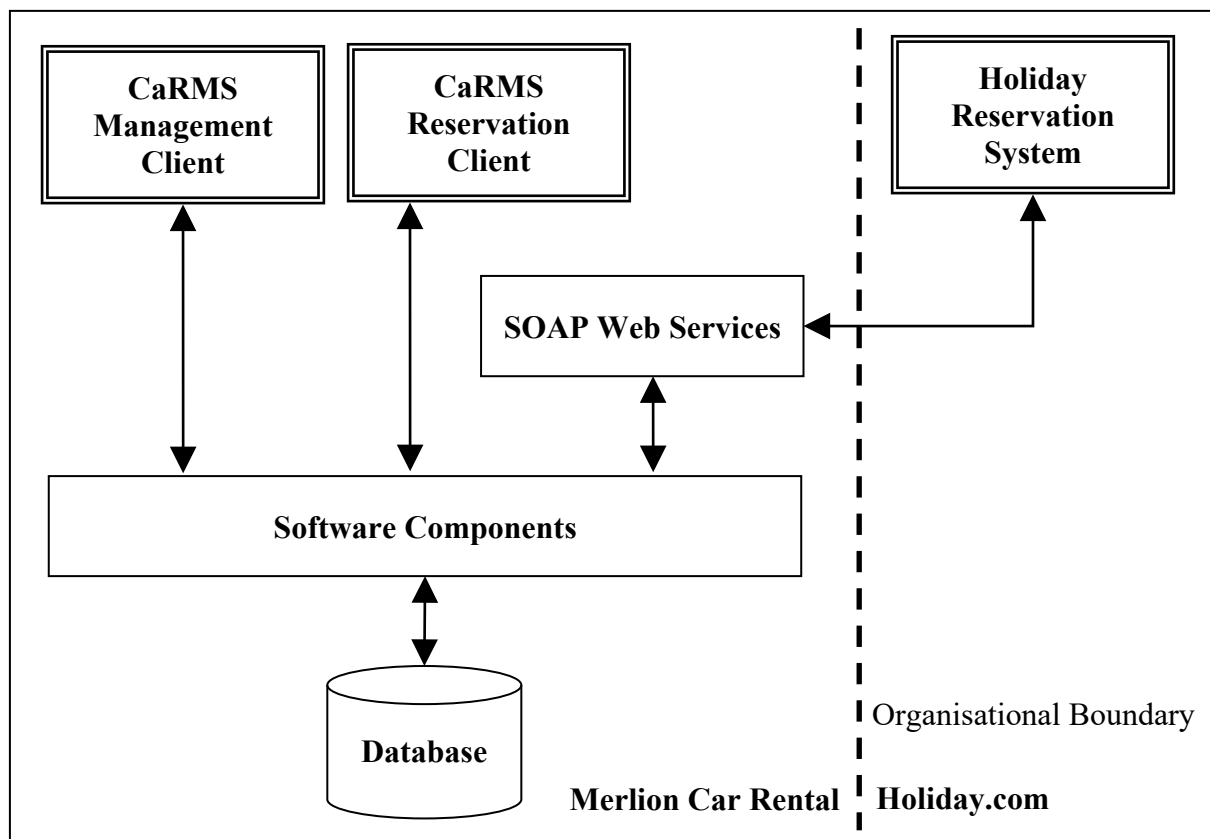 CaRMS
Management
Client
CaRMS
Reservation
Client
Holiday
Reservation
System
SOAP Web Services
Software Components
Database
Organisational Boundary
Merlion Car Rental
Holiday.com